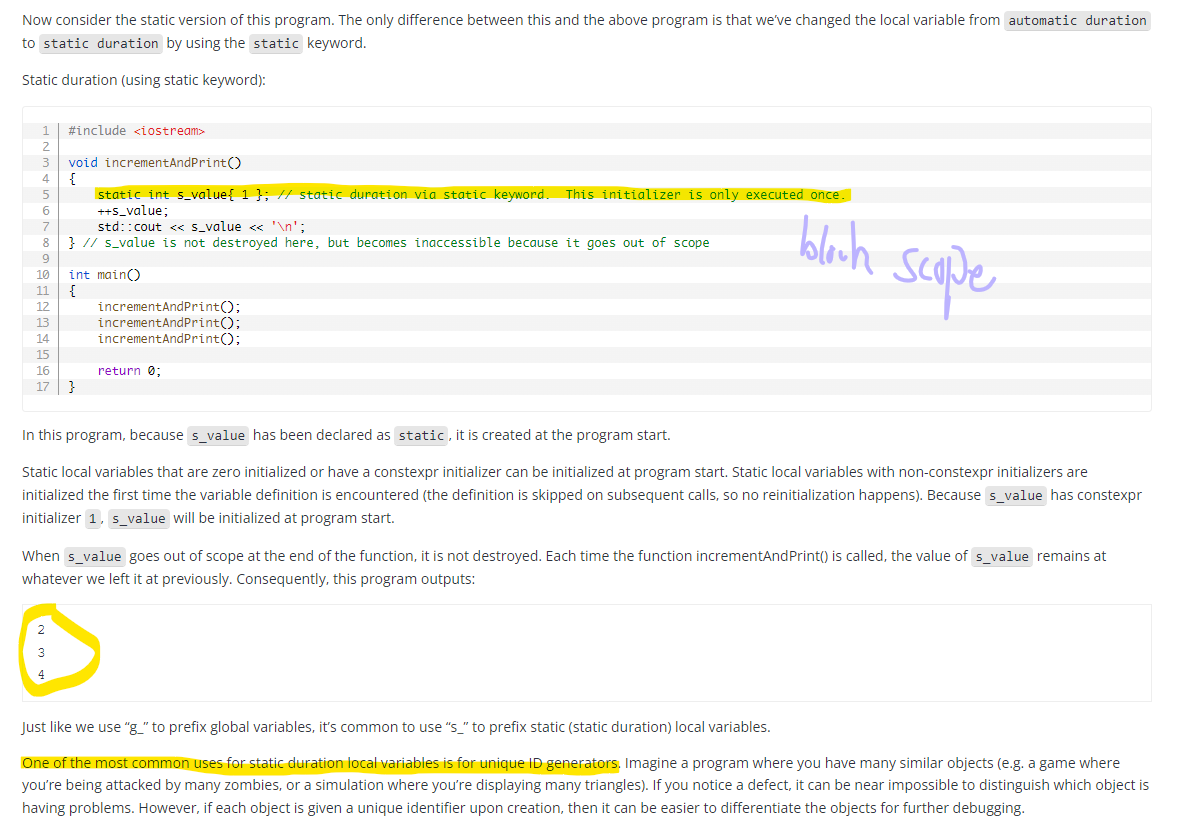 Now consider the static version of this program. The only difference between this and the above program is that we’ve changed the local variable from automatic duration
to static duration by using the static keyword.
Static duration (using static keyword):
1 #include <iostream>
2
3 void incrementAndPrint()
4 {
5 static int s_value{ 1 }; // static duration via static keyword.  This initializer is only executed once.
6 ++s_value;
7 std::cout << s_value << '\n';
8 } // s_value is not destroyed here, but becomes inaccessible because it goes out of scope
block scope
9
10 int main()
11 {
12 incrementAndPrint();
13 incrementAndPrint();
14 incrementAndPrint();
15
16 return 0;
17 }
In this program, because s_value has been declared as static, it is created at the program start.
Static local variables that are zero initialized or have a constexpr initializer can be initialized at program start. Static local variables with non-constexpr initializers are
initialized the first time the variable definition is encountered (the definition is skipped on subsequent calls, so no reinitialization happens). Because s_value has constexpr
initializer 1, s_value will be initialized at program start.
When s_value goes out of scope at the end of the function, it is not destroyed. Each time the function incrementAndPrint() is called, the value of s_value remains at
whatever we left it at previously. Consequently, this program outputs:
2
3
4
Just like we use “g_” to prefix global variables, it’s common to use “s_” to prefix static (static duration) local variables.
One of the most common uses for static duration local variables is for unique ID generators. Imagine a program where you have many similar objects (e.g. a game where
you’re being attacked by many zombies, or a simulation where you’re displaying many triangles). If you notice a defect, it can be near impossible to distinguish which object is
having problems. However, if each object is given a unique identifier upon creation, then it can be easier to differentiate the objects for further debugging.